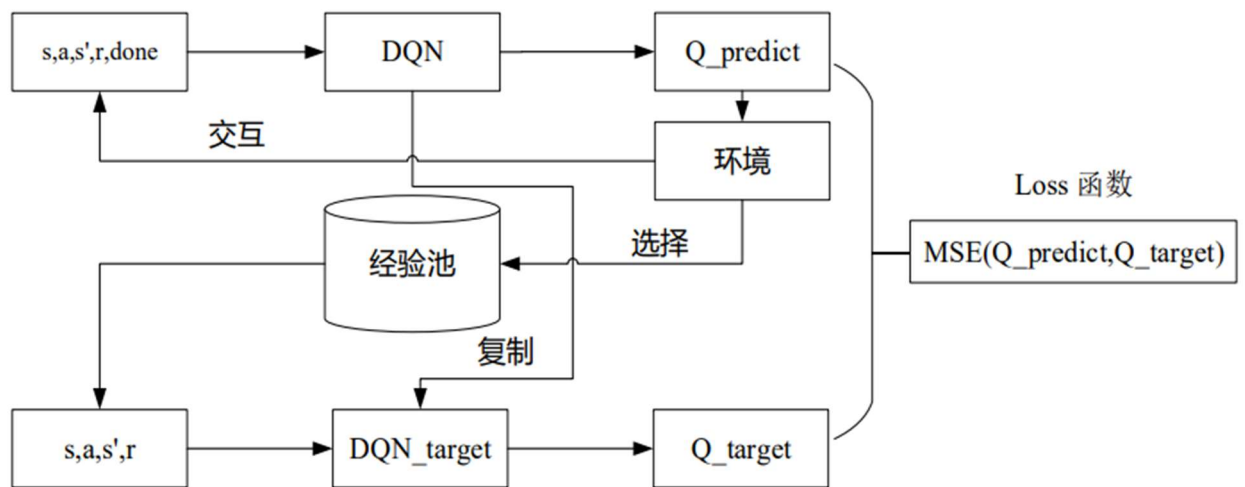 s,a,s',r,done
DQN
Q_predict
交互
环境
Loss 函数
选择
MSE(Q_predict,Q_target)
经验池
复制
s,a,s',r
DQN_target
Q_target